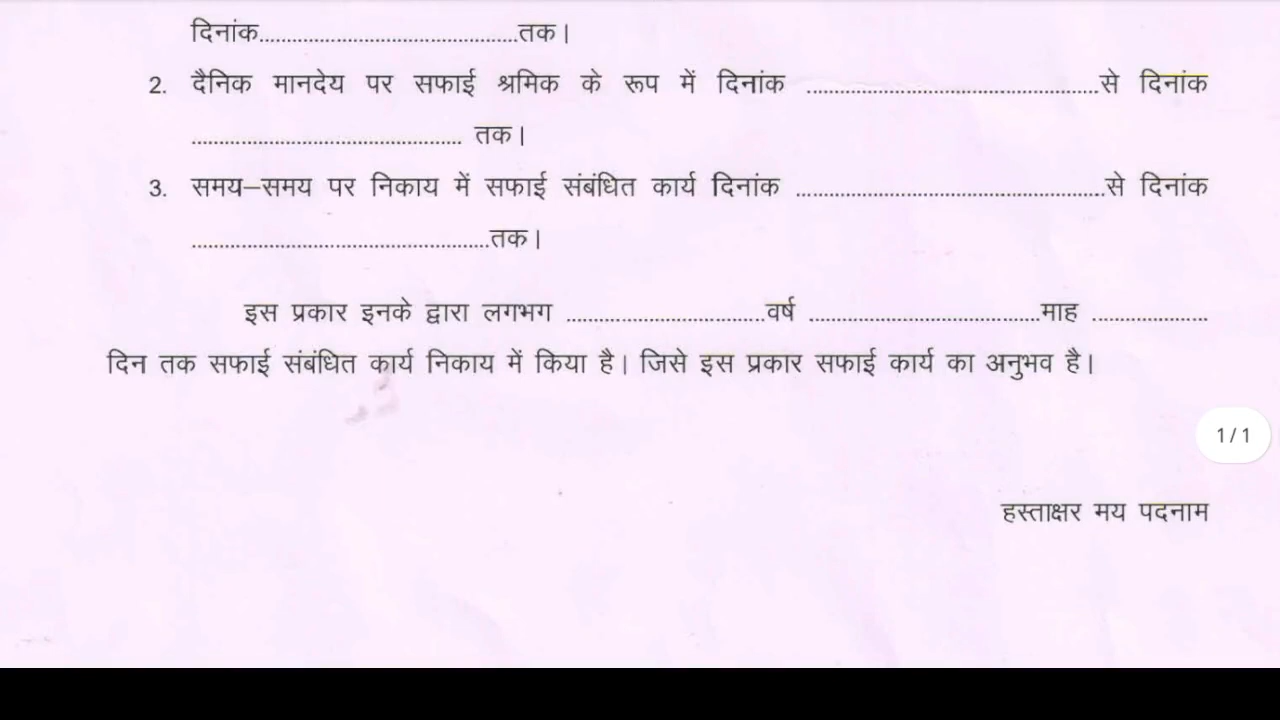 दिनांक...............................................तक।
2. दैनिक मानदेय पर सफाई श्रमिक के रूप में दिनांक .....................................................से दिनांक
................................................. तक।
3. समय–समय पर निकाय में सफाई संबंधित कार्य दिनांक ........................................................से दिनांक
......................................................तक।
इस प्रकार इनके द्वारा लगभग ....................................वर्ष ..........................................माह .....................
दिन तक सफाई संबंधित कार्य निकाय में किया है। जिसे इस प्रकार सफाई कार्य का अनुभव है।
1/1
हस्ताक्षर मय पदनाम